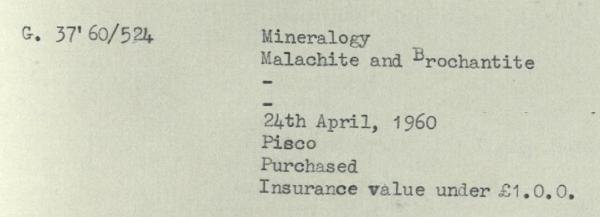 G. 37'60/524 Mineralogy
Malachite and Brochantite
-
-
24th April, 1960
Pisco
Purchased
Insurance value under £1.0.0.